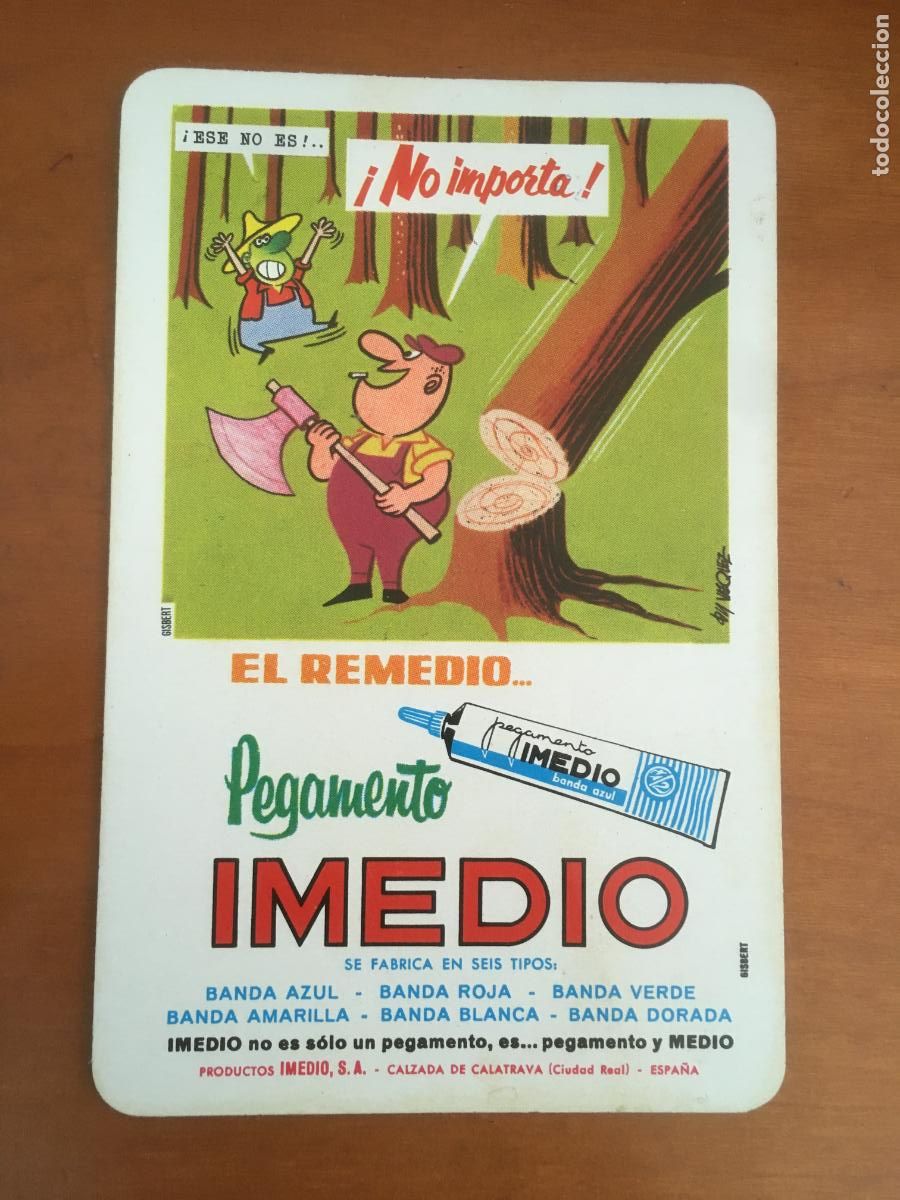 ¡ESE NO ES!..
¡No importa!
GISBERT
EL REMEDIO...
pegamento
IMEDIO
banda azul
Pegamento
IMEDIO
GISBERT
SE FABRICA EN SEIS TIPOS:
BANDA AZUL - BANDA ROJA - BANDA VERDE
BANDA AMARILLA - BANDA BLANCA - BANDA DORADA
IMEDIO no es sólo un pegamento, es... pegamento y MEDIO
PRODUCTOS IMEDIO, S.A. - CALZADA DE CALATRAVA (Ciudad Real) - ESPAÑA
todocoleccion